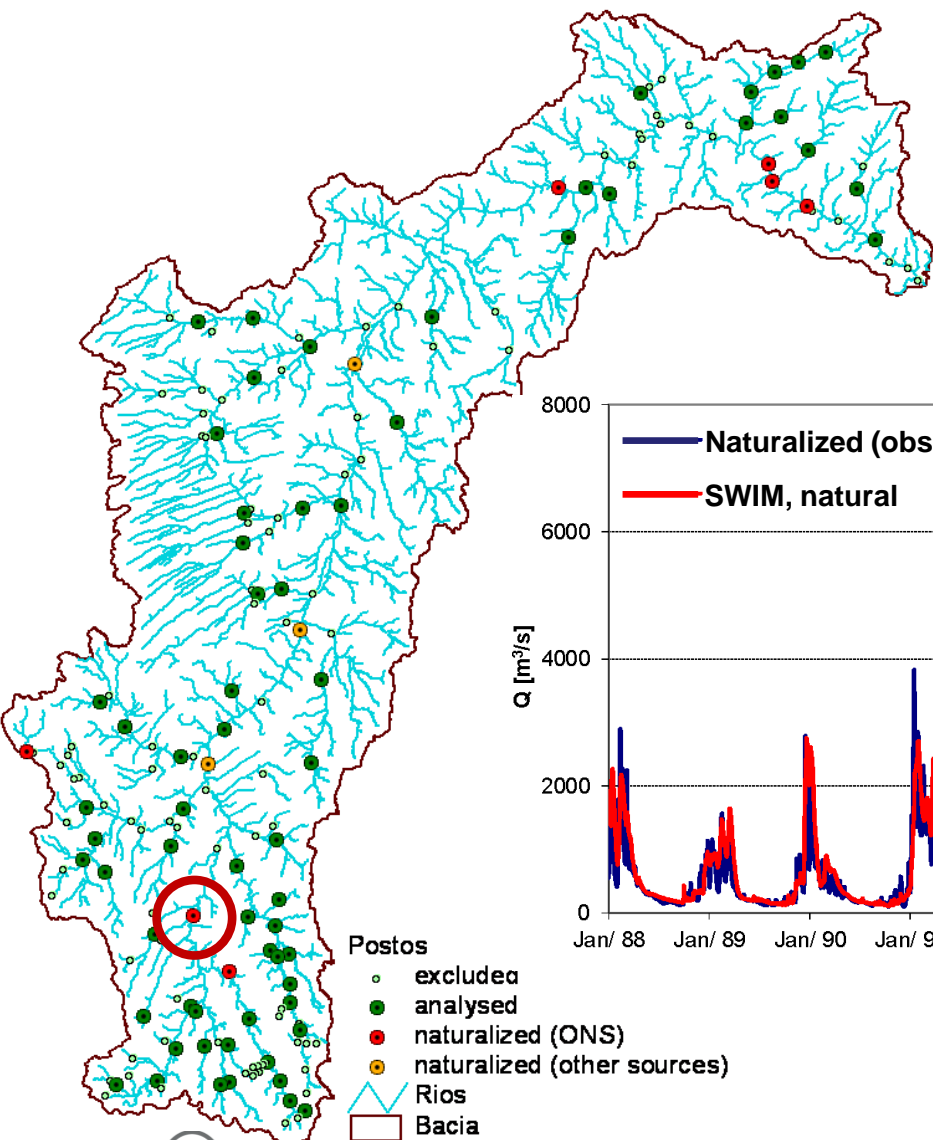 8000
Naturalized (obs
SWIM, natural
6000
4000
Q [m³/s]
2000
0
Jan/ 88 Jan/ 89 Jan/ 90 Jan/ 9
Postos
excluded
analysed
naturalized (ONS)
naturalized (other sources)
Rios
Bacia